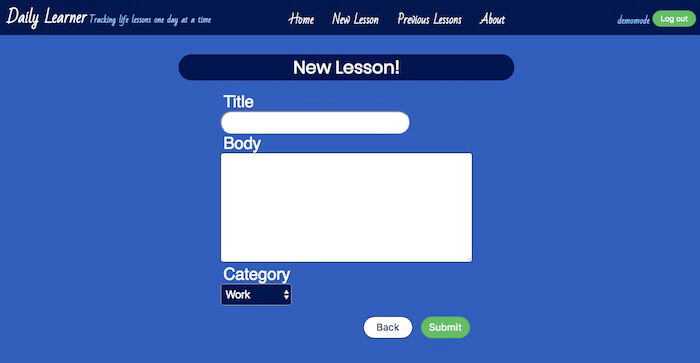 Daily Learner Tracking life lessons one day at a time Home New Lesson Previous Lessons About demomode Log out
New Lesson!
Title
Body
Category
Work
Back Submit